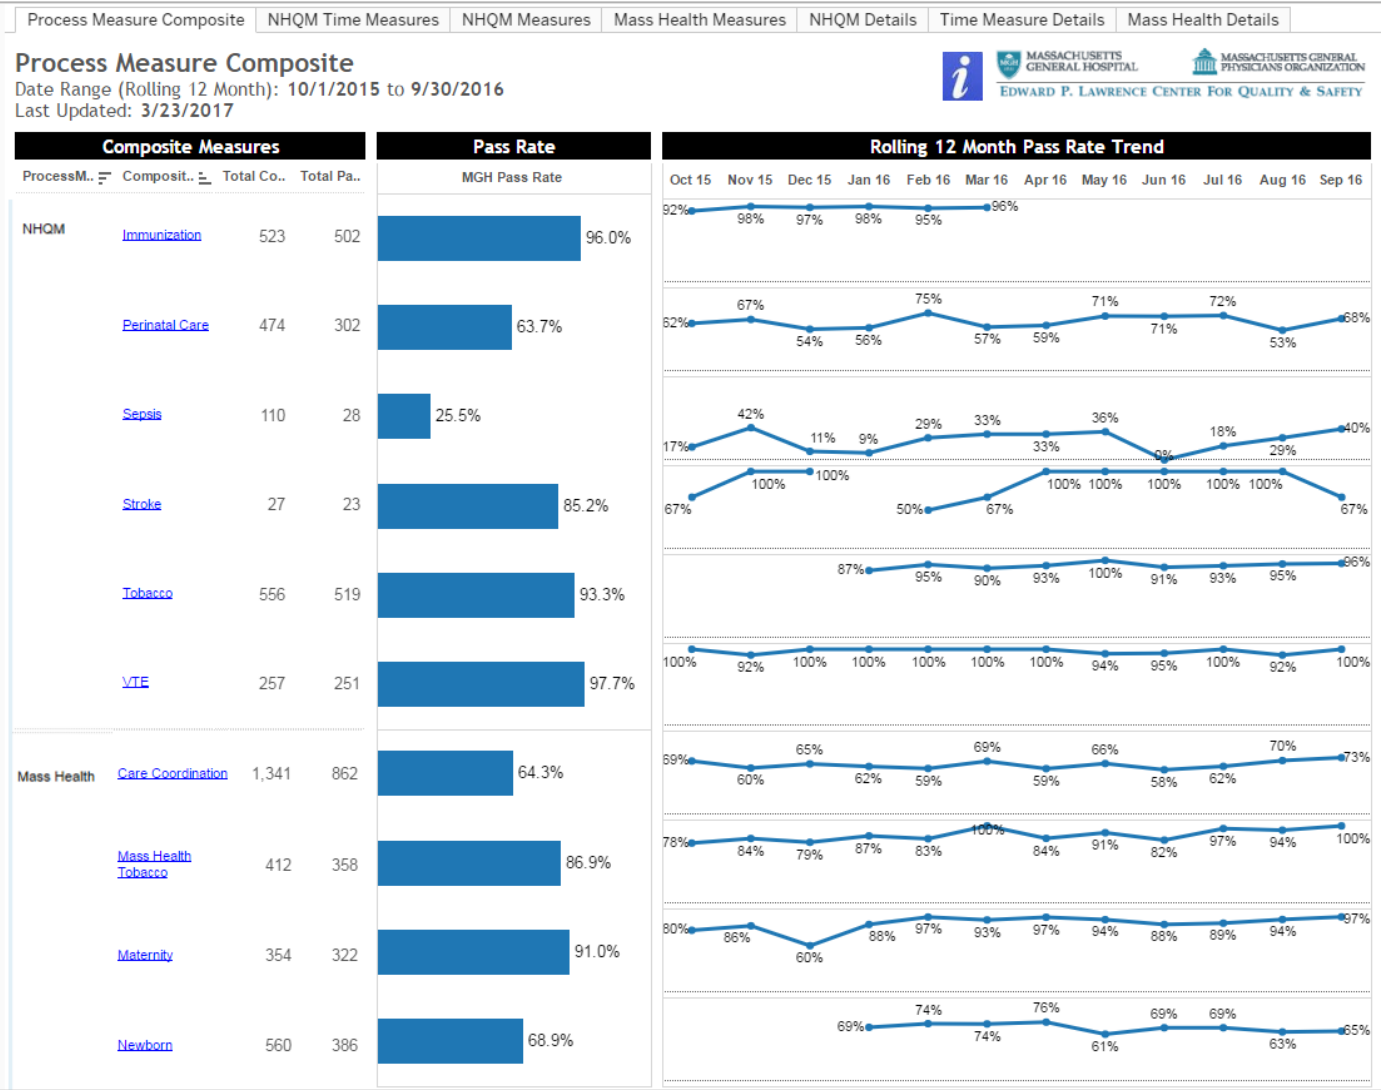 Process Measure Composite NHQM Time Measures NHQM Measures Mass Health Measures NHQM Details Time Measure Details Mass Health Details
Process Measure Composite
Date Range (Rolling 12 Month): 10/1/2015 to 9/30/2016
Last Updated: 3/23/2017
i
MGH
MASSACHUSETTS
GENERAL HOSPITAL
MASSACHUSETTS GENERAL
PHYSICIANS ORGANIZATION
EDWARD P. LAWRENCE CENTER FOR QUALITY & SAFETY
Composite Measures Pass Rate Rolling 12 Month Pass Rate Trend
ProcessM.. Composit.. Total Co.. Total Pa.. MGH Pass Rate Oct 15 Nov 15 Dec 15 Jan 16 Feb 16 Mar 16 Apr 16 May 16 Jun 16 Jul 16 Aug 16 Sep 16
NHQM Immunization 523 502 96.0% 92% 98% 97% 98% 95% 96%
Perinatal Care 474 302 63.7% 62% 67% 54% 56% 75% 57% 59% 71% 71% 72% 53% 68%
Sepsis 110 28 25.5% 17% 42% 11% 9% 29% 33% 33% 36% 0% 18% 29% 40%
Stroke 27 23 85.2% 67% 100% 100% 50% 67% 100% 100% 100% 100% 100% 67%
Tobacco 556 519 93.3% 87% 95% 90% 93% 100% 91% 93% 95% 96%
VTE 257 251 97.7% 100% 92% 100% 100% 100% 100% 100% 94% 95% 100% 92% 100%
Mass Health Care Coordination 1,341 862 64.3% 69% 60% 65% 62% 59% 69% 59% 66% 58% 62% 70% 73%
Mass Health
Tobacco 412 358 86.9% 78% 84% 79% 87% 83% 100% 84% 91% 82% 97% 94% 100%
Maternity 354 322 91.0% 80% 86% 60% 88% 97% 93% 97% 94% 88% 89% 94% 97%
Newborn 560 386 68.9% 69% 74% 74% 76% 61% 69% 69% 63% 65%